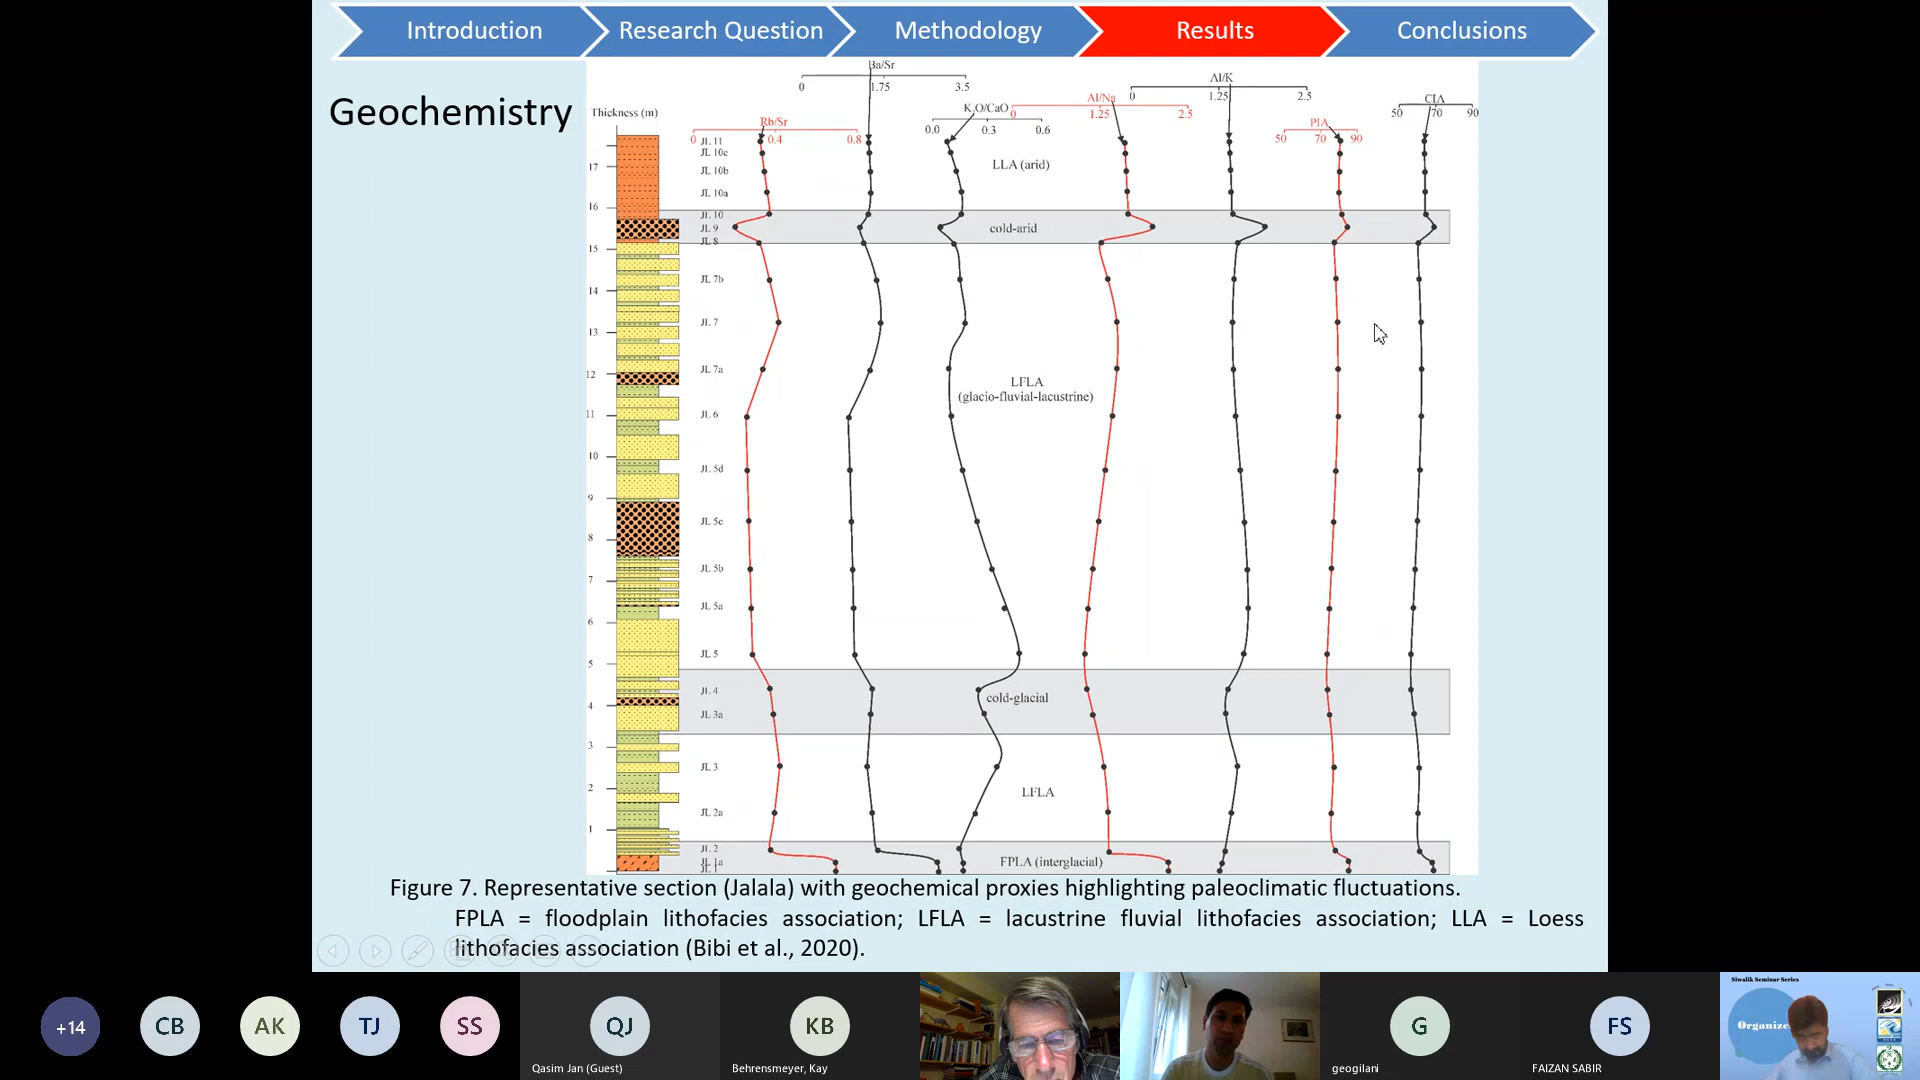 Introduction
Research Question
Methodology
Results
Conclusions
Geochemistry
Thickness (m)
Ba/Sr
0 1.75 3.5
K₂O/CaO
0.0 0.3 0.6
Al/Na
0 1.25 2.5
Al/K
0 1.25 2.5
CIA
50 70 90
Rb/Sr
0 0.4 0.8
PIA
50 70 90
JL 11
JL 10c
17
JL 10b
LLA (arid)
JL 10a
16
JL 10
JL 9
cold-arid
JL 8
15
JL 7b
14
JL 7
13
JL 7a
12
LFLA
(glacio-fluvial-lacustrine)
11
JL 6
10
JL 5d
9
JL 5c
8
JL 5b
7
JL 5a
6
JL 5
5
JL 4
cold-glacial
4
JL 3a
3
JL 3
2
LFLA
JL 2a
1
JL 2
JL 1a
FPLA (interglacial)
JL 1
Figure 7. Representative section (Jalala) with geochemical proxies highlighting paleoclimatic fluctuations.
FPLA = floodplain lithofacies association; LFLA = lacustrine fluvial lithofacies association; LLA = Loess
lithofacies association (Bibi et al., 2020).
+14
CB
AK
TJ
SS
QJ
Qasim Jan (Guest)
KB
Behrensmeyer, Kay
G
geogilani
FS
FAIZAN SABIR
Siwalik Seminar Series